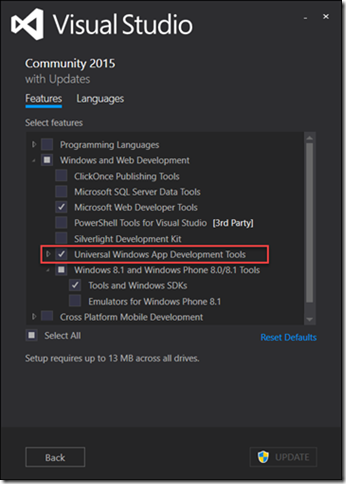 Visual Studio
Community 2015
with Updates
Features Languages
Select features
Programming Languages
Windows and Web Development
ClickOnce Publishing Tools
Microsoft SQL Server Data Tools
Microsoft Web Developer Tools
PowerShell Tools for Visual Studio [3rd Party]
Silverlight Development Kit
Universal Windows App Development Tools
Windows 8.1 and Windows Phone 8.0/8.1 Tools
Tools and Windows SDKs
Emulators for Windows Phone 8.1
Cross Platform Mobile Development
Select All Reset Defaults
Setup requires up to 13 MB across all drives.
Back UPDATE